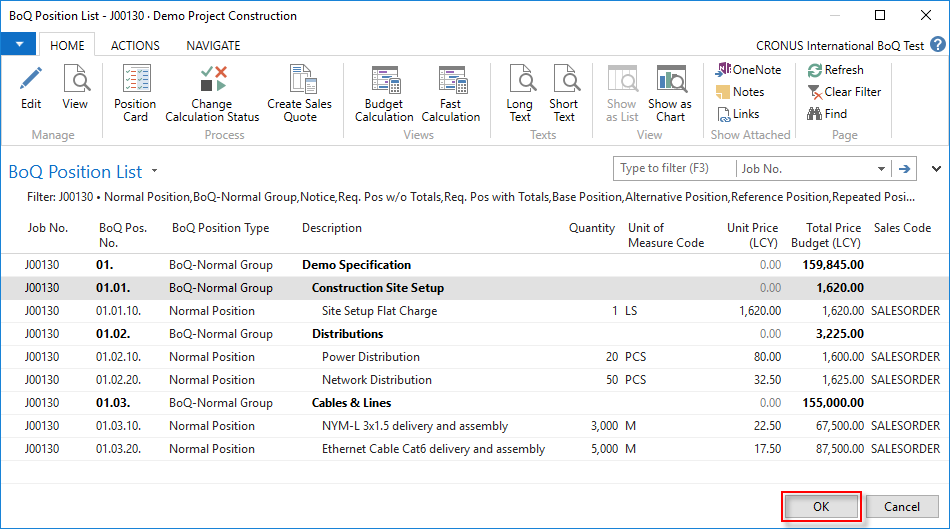 BoQ Position List - J00130 · Demo Project Construction
HOME ACTIONS NAVIGATE CRONUS International BoQ Test ?
Edit View Position Card Change Calculation Status Create Sales Quote Budget Calculation Fast Calculation Long Text Short Text Show as List Show as Chart
OneNote
Notes
Links
Refresh
Clear Filter
Find
Manage Process Views Texts View Show Attached Page
BoQ Position List Type to filter (F3) Job No.
Filter: J00130 • Normal Position,BoQ-Normal Group,Notice,Req. Pos w/o Totals,Req. Pos with Totals,Base Position,Alternative Position,Reference Position,Repeated Posi...
Job No. BoQ Pos. No. BoQ Position Type Description Quantity Unit of Measure Code Unit Price (LCY) Total Price Budget (LCY) Sales Code
J00130 01. BoQ-Normal Group Demo Specification 0.00 159,845.00
J00130 01.01. BoQ-Normal Group Construction Site Setup 0.00 1,620.00
J00130 01.01.10. Normal Position Site Setup Flat Charge 1 LS 1,620.00 1,620.00 SALESORDER
J00130 01.02. BoQ-Normal Group Distributions 0.00 3,225.00
J00130 01.02.10. Normal Position Power Distribution 20 PCS 80.00 1,600.00 SALESORDER
J00130 01.02.20. Normal Position Network Distribution 50 PCS 32.50 1,625.00 SALESORDER
J00130 01.03. BoQ-Normal Group Cables & Lines 0.00 155,000.00
J00130 01.03.10. Normal Position NYM-L 3x1.5 delivery and assembly 3,000 M 22.50 67,500.00 SALESORDER
J00130 01.03.20. Normal Position Ethernet Cable Cat6 delivery and assembly 5,000 M 17.50 87,500.00 SALESORDER
OK Cancel